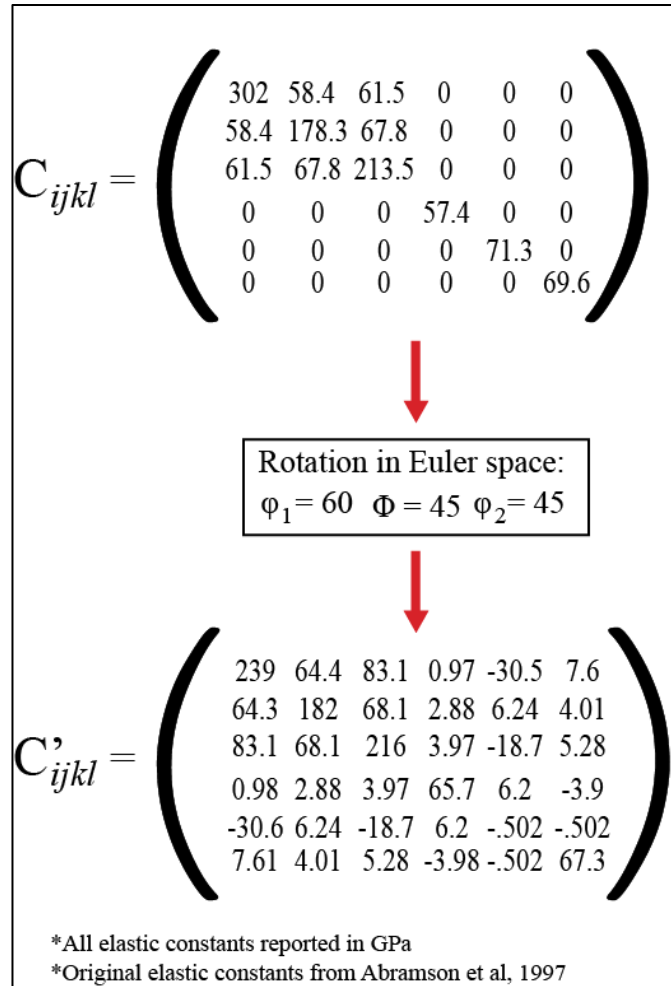 302 58.4 61.5 0 0 0
58.4 178.3 67.8 0 0 0
61.5 67.8 213.5 0 0 0
C_ijkl =
0 0 0 57.4 0 0
0 0 0 0 71.3 0
0 0 0 0 0 69.6
Rotation in Euler space:
φ₁= 60 Φ = 45 φ₂= 45
239 64.4 83.1 0.97 -30.5 7.6
64.3 182 68.1 2.88 6.24 4.01
83.1 68.1 216 3.97 -18.7 5.28
C’_ijkl =
0.98 2.88 3.97 65.7 6.2 -3.9
-30.6 6.24 -18.7 6.2 -.502 -.502
7.61 4.01 5.28 -3.98 -.502 67.3
*All elastic constants reported in GPa
*Original elastic constants from Abramson et al, 1997